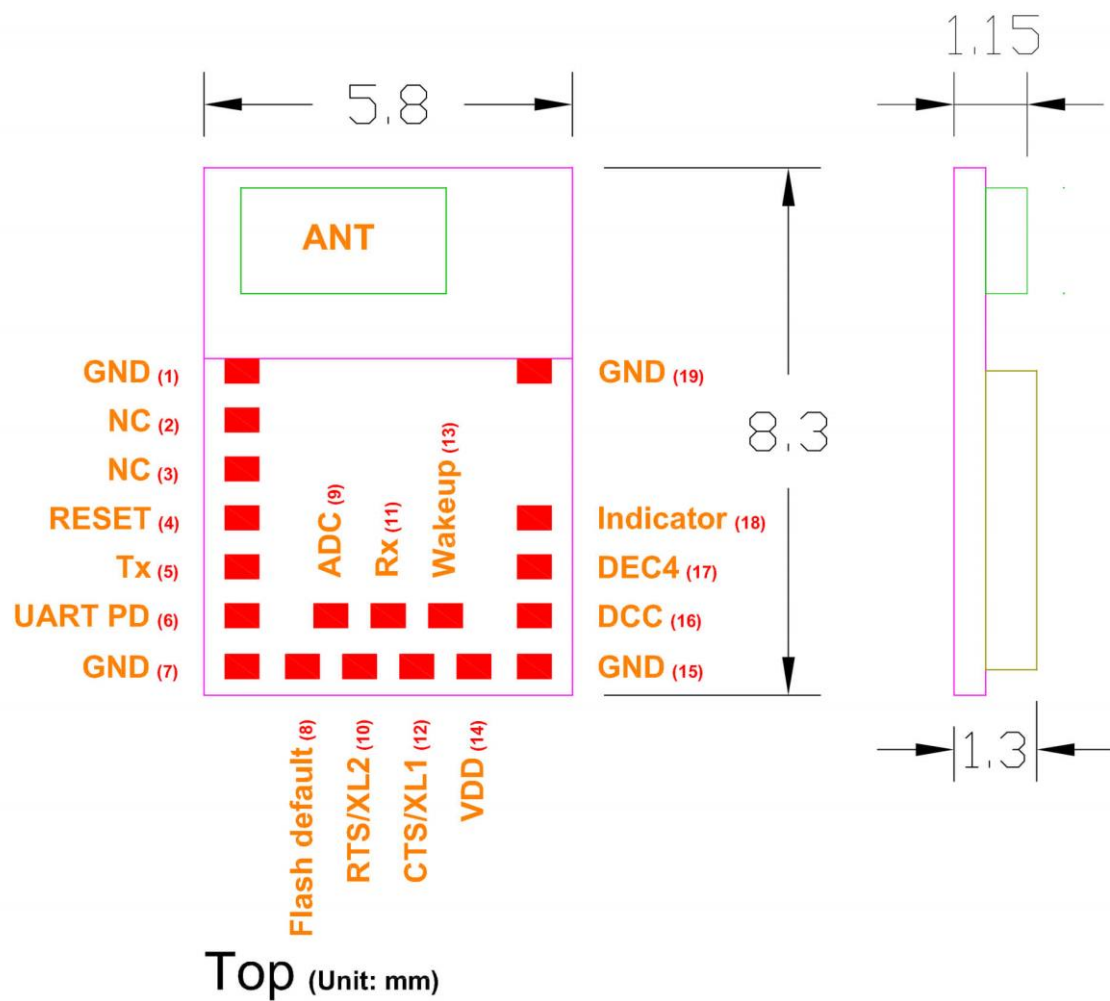 1.15
5.8
ANT
GND (1)
GND (19)
NC (2)
8.3
NC (3)
RESET (4)
ADC (9)
Rx (11)
Wakeup (13)
Indicator (18)
Tx (5)
DEC4 (17)
UART PD (6)
DCC (16)
GND (7)
GND (15)
Flash default (8)
RTS/XL2 (10)
CTS/XL1 (12)
VDD (14)
1.3
Top (Unit: mm)